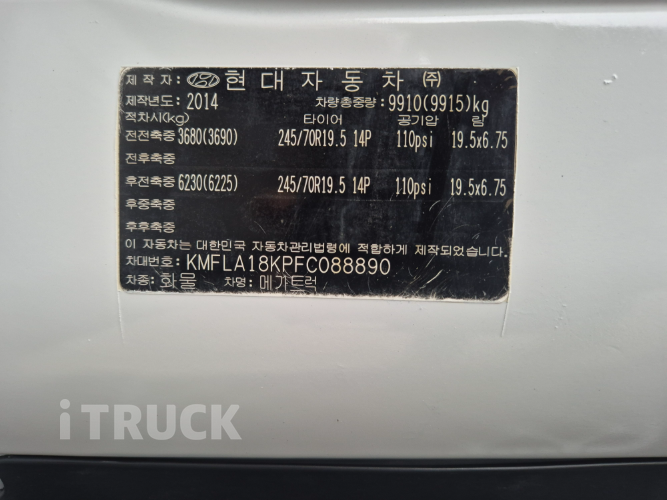 제작자: HYUNDAI 현대자동차 ㈜
제작년도: 2014 차량총중량: 9910(9915)kg
적차시(kg) 타이어 공기압 림
전전축중 3680(3690) 245/70R19.5 14P 110psi 19.5x6.75
전후축중
후전축중 6230(6225) 245/70R19.5 14P 110psi 19.5x6.75
후중축중
후후축중
이 자동차는 대한민국 자동차관리법령에 적합하게 제작되었음.
차대번호: KMFLA18KPFC088890
차종: 화물 차명: 메가트럭
iTRUCK